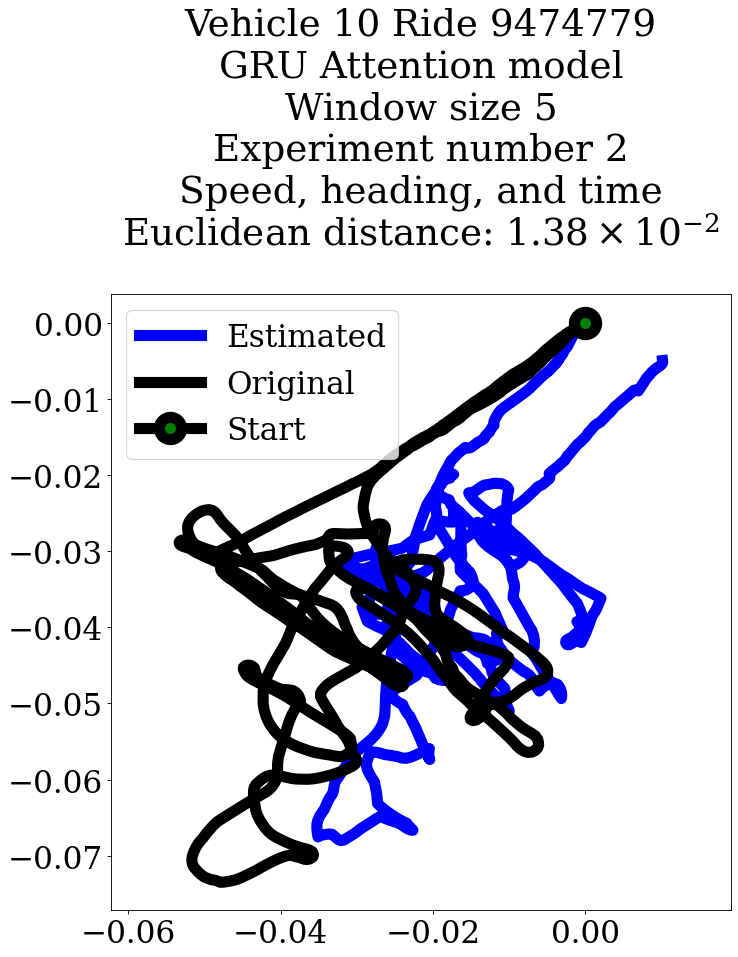 Vehicle 10 Ride 9474779
GRU Attention model
Window size 5
Experiment number 2
Speed, heading, and time
Euclidean distance: 1.38 × 10⁻²
Estimated
Original
Start
0.00
−0.01
−0.02
−0.03
−0.04
−0.05
−0.06
−0.07
−0.06 −0.04 −0.02 0.00